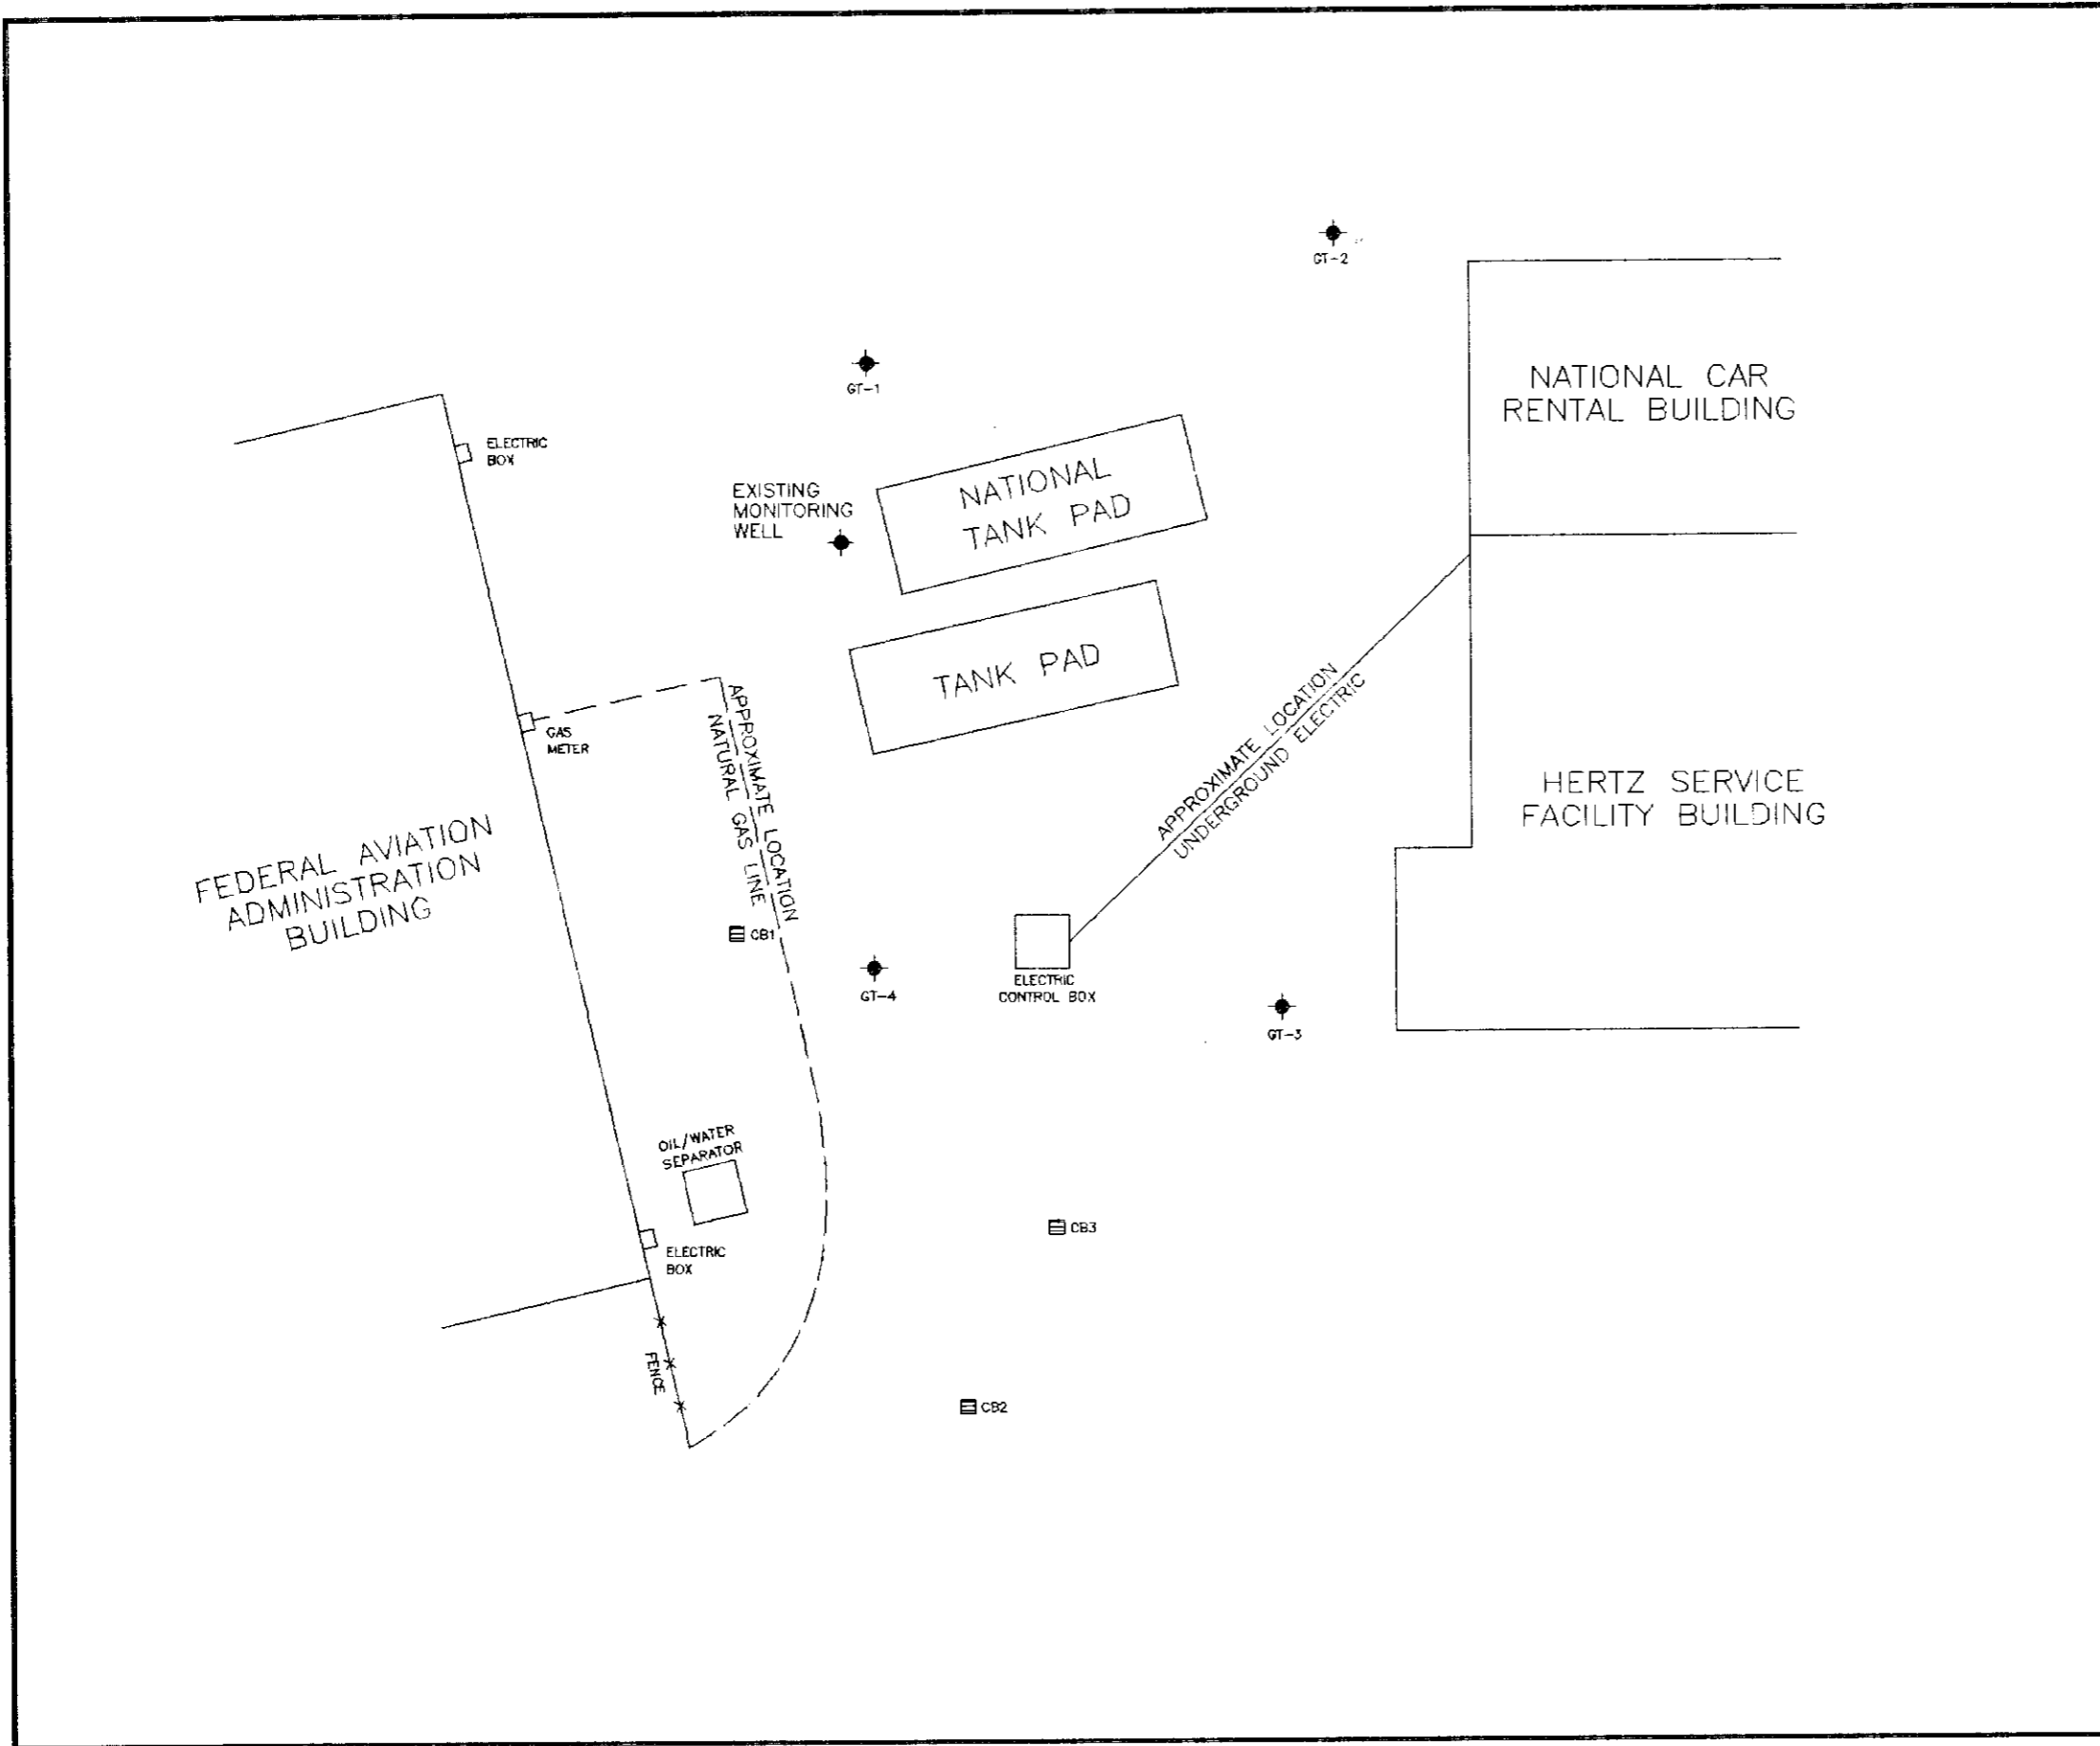 GT-2
GT-1
NATIONAL CAR
RENTAL BUILDING
ELECTRIC
BOX
EXISTING
MONITORING
WELL
NATIONAL
TANK PAD
TANK PAD
GAS
METER
APPROXIMATE LOCATION
NATURAL GAS LINE
APPROXIMATE LOCATION
UNDERGROUND ELECTRIC
HERTZ SERVICE
FACILITY BUILDING
FEDERAL AVIATION
ADMINISTRATION
BUILDING
CB1
GT-4
ELECTRIC
CONTROL BOX
GT-3
OIL/WATER
SEPARATOR
CB3
ELECTRIC
BOX
FENCE
CB2